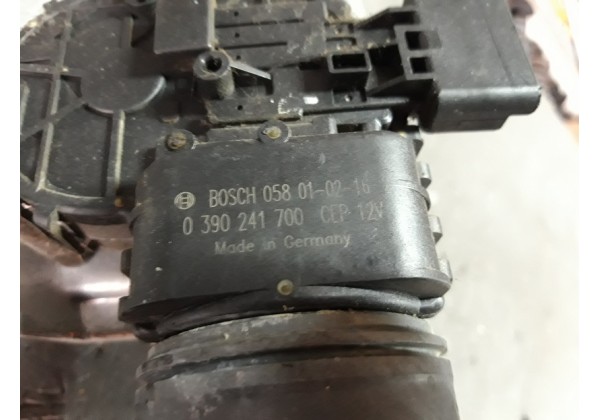 BOSCH 058 01-02-16
0 390 241 700 CEP 12V
Made in Germany